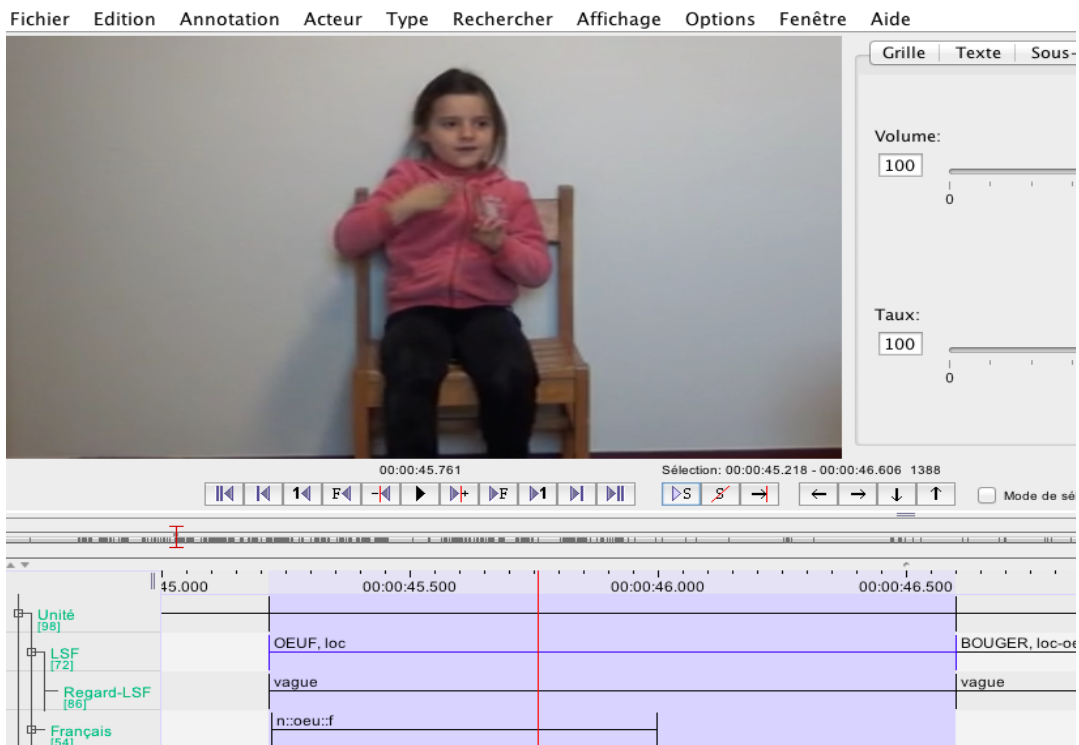 Fichier Edition Annotation Acteur Type Rechercher Affichage Options Fenêtre Aide
Grille Texte Sous-
Volume:
100
0
Taux:
100
0
00:00:45.761 Sélection: 00:00:45.218 - 00:00:46.606 1388
1 F - + F 1 S S ← → ↓ ↑ Mode de sé
45.000 00:00:45.500 00:00:46.000 00:00:46.500
Unité
[98]
LSF
[72]
OEUF, loc BOUGER, loc-oe
Regard-LSF
[86]
vague vague
Français
[54]
n::oeu::f